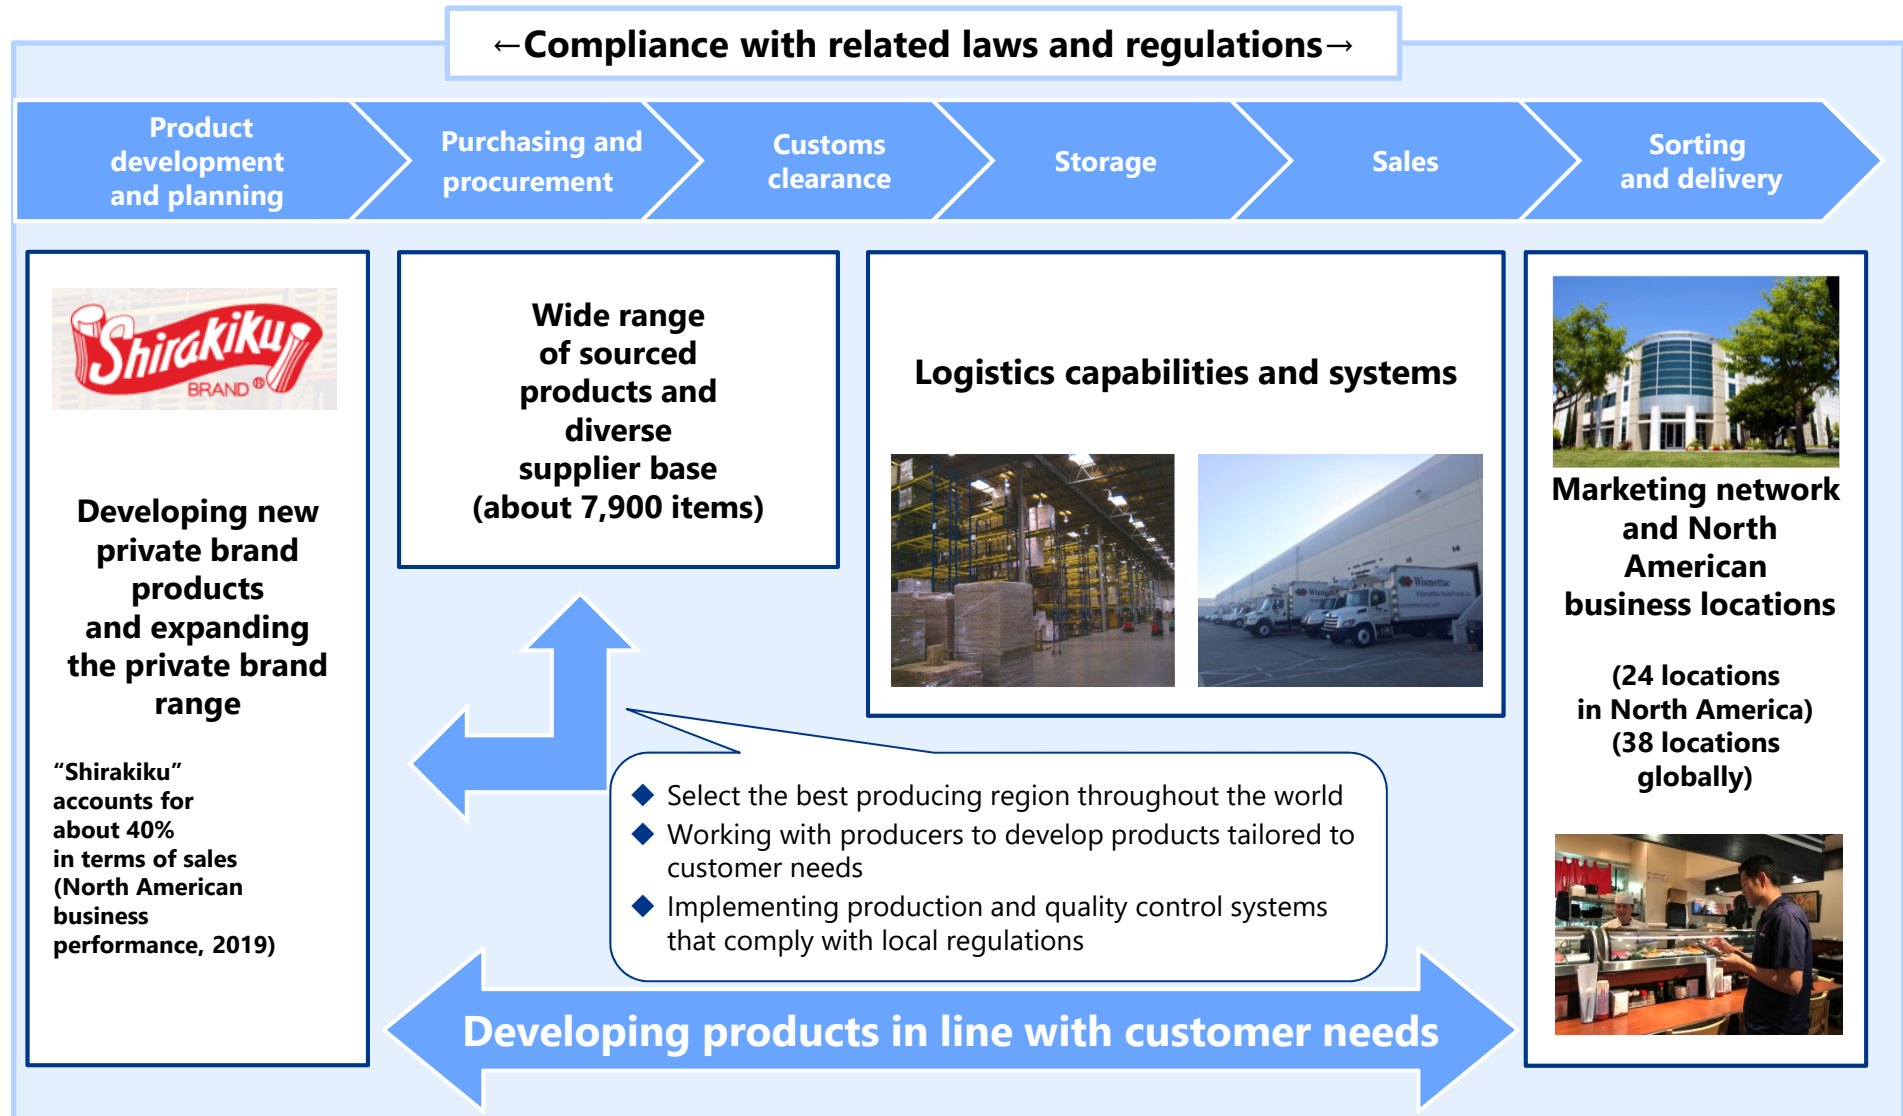 ←Compliance with related laws and regulations→
Product
development
and planning
Purchasing and
procurement
Customs
clearance
Storage
Sales
Sorting
and delivery
Shirakiku
BRAND ®
Developing new
private brand
products
and expanding
the private brand
range
“Shirakiku”
accounts for
about 40%
in terms of sales
(North American
business
performance, 2019)
Wide range
of sourced
products and
diverse
supplier base
(about 7,900 items)
Logistics capabilities and systems
14
Wismettac
Wismettac Asian Foods, Inc.
Marketing network
and North
American
business locations
(24 locations
in North America)
(38 locations
globally)
◆ Select the best producing region throughout the world
◆ Working with producers to develop products tailored to
customer needs
◆ Implementing production and quality control systems
that comply with local regulations
Developing products in line with customer needs